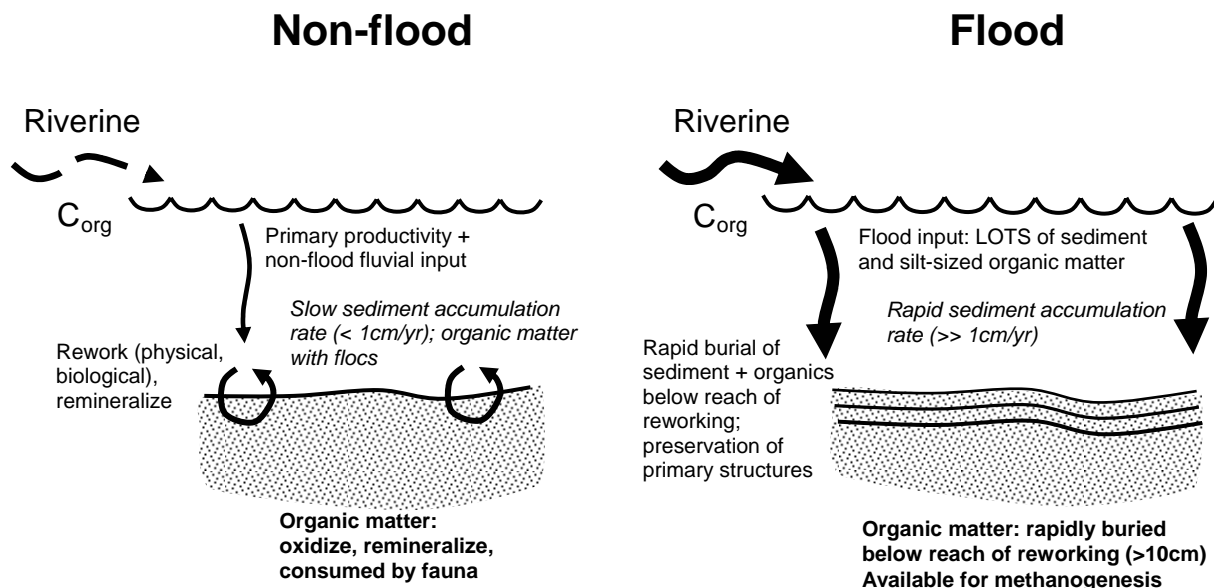 Non-flood
Riverine
C_org
Primary productivity +
non-flood fluvial input
Slow sediment accumulation
rate (< 1cm/yr); organic matter
with flocs
Rework (physical,
biological),
remineralize
Organic matter:
oxidize, remineralize,
consumed by fauna
Flood
Riverine
C_org
Flood input: LOTS of sediment
and silt-sized organic matter
Rapid sediment accumulation
rate (>> 1cm/yr)
Rapid burial of
sediment + organics
below reach of
reworking;
preservation of
primary structures
Organic matter: rapidly buried
below reach of reworking (>10cm)
Available for methanogenesis